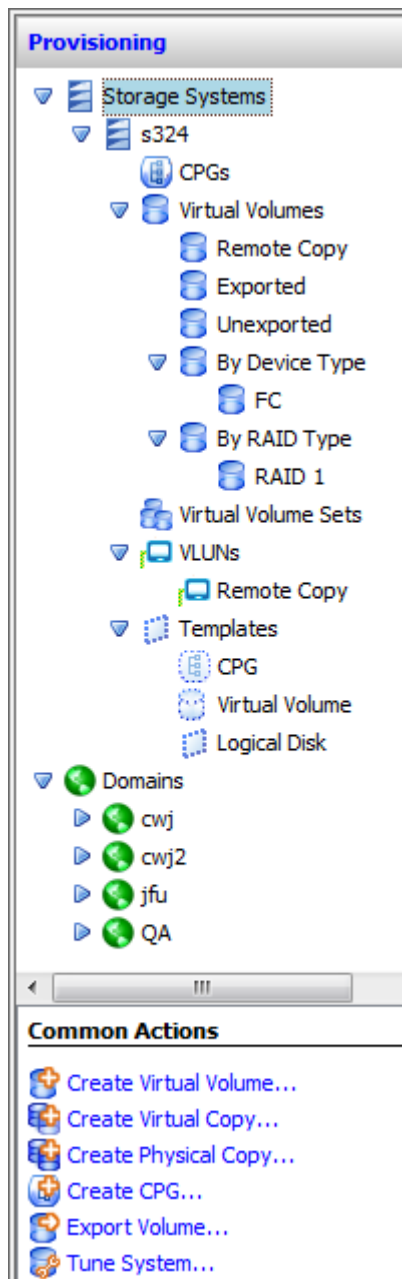 Provisioning
Storage Systems
s324
CPGs
Virtual Volumes
Remote Copy
Exported
Unexported
By Device Type
FC
By RAID Type
RAID 1
Virtual Volume Sets
VLUNs
Remote Copy
Templates
CPG
Virtual Volume
Logical Disk
Domains
cwj
cwj2
jfu
QA
Common Actions
Create Virtual Volume...
Create Virtual Copy...
Create Physical Copy...
Create CPG...
Export Volume...
Tune System...